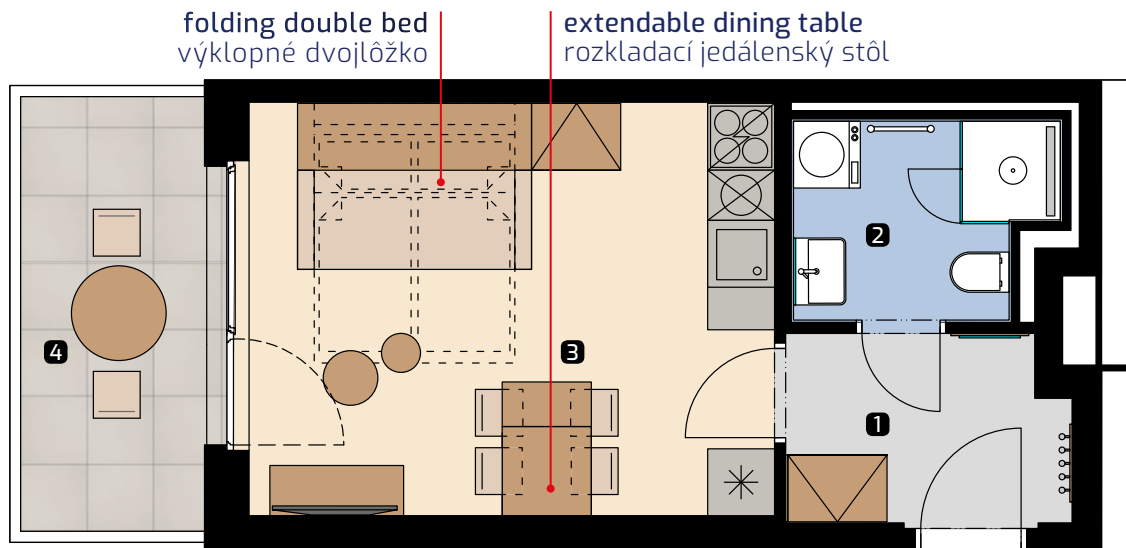 folding double bed
výklopné dvojlôžko
extendable dining table
rozkladací jedálenský stôl
2
4
3
1